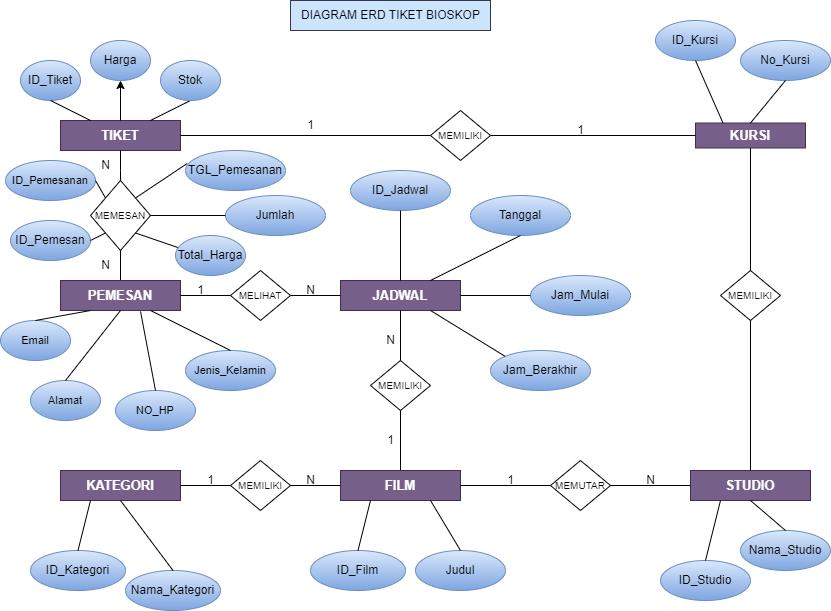 DIAGRAM ERD TIKET BIOSKOP
ID_Kursi
No_Kursi
Harga
ID_Tiket
Stok
TIKET
1
MEMILIKI
1
KURSI
N
TGL_Pemesanan
ID_Pemesanan
ID_Jadwal
MEMESAN
Jumlah
Tanggal
ID_Pemesan
Total_Harga
N
PEMESAN
1
MELIHAT
N
JADWAL
Jam_Mulai
MEMILIKI
Email
N
Jenis_Kelamin
Jam_Berakhir
MEMILIKI
Alamat
NO_HP
1
KATEGORI
1
MEMILIKI
N
FILM
1
MEMUTAR
N
STUDIO
Nama_Studio
ID_Kategori
ID_Film
Judul
ID_Studio
Nama_Kategori